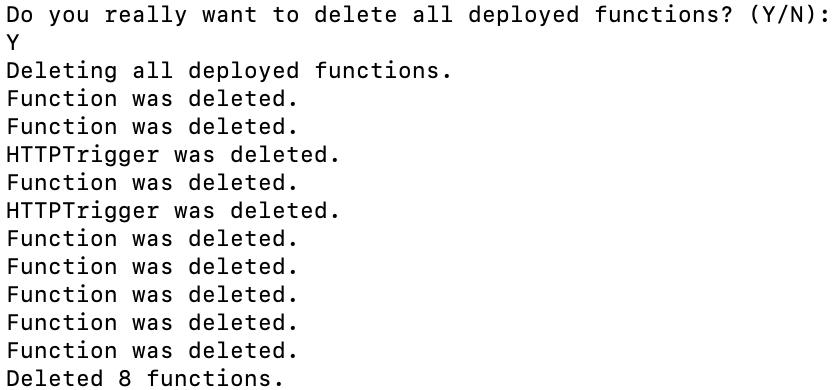 Do you really want to delete all deployed functions? (Y/N):
Y
Deleting all deployed functions.
Function was deleted.
Function was deleted.
HTTPTrigger was deleted.
Function was deleted.
HTTPTrigger was deleted.
Function was deleted.
Function was deleted.
Function was deleted.
Function was deleted.
Function was deleted.
Deleted 8 functions.